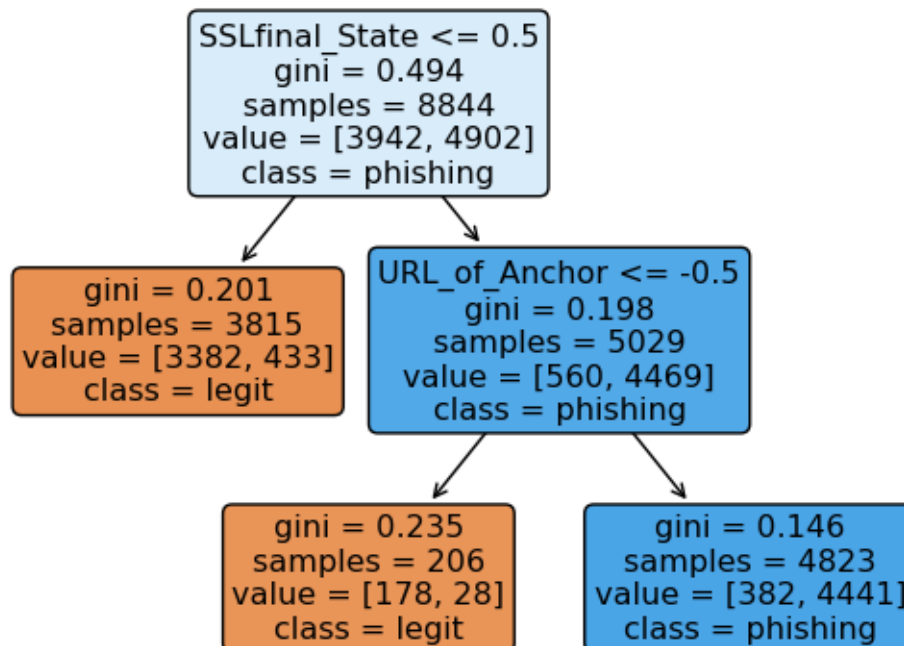 SSLfinal_State <= 0.5
gini = 0.494
samples = 8844
value = [3942, 4902]
class = phishing
gini = 0.201
samples = 3815
value = [3382, 433]
class = legit
URL_of_Anchor <= -0.5
gini = 0.198
samples = 5029
value = [560, 4469]
class = phishing
gini = 0.235
samples = 206
value = [178, 28]
class = legit
gini = 0.146
samples = 4823
value = [382, 4441]
class = phishing